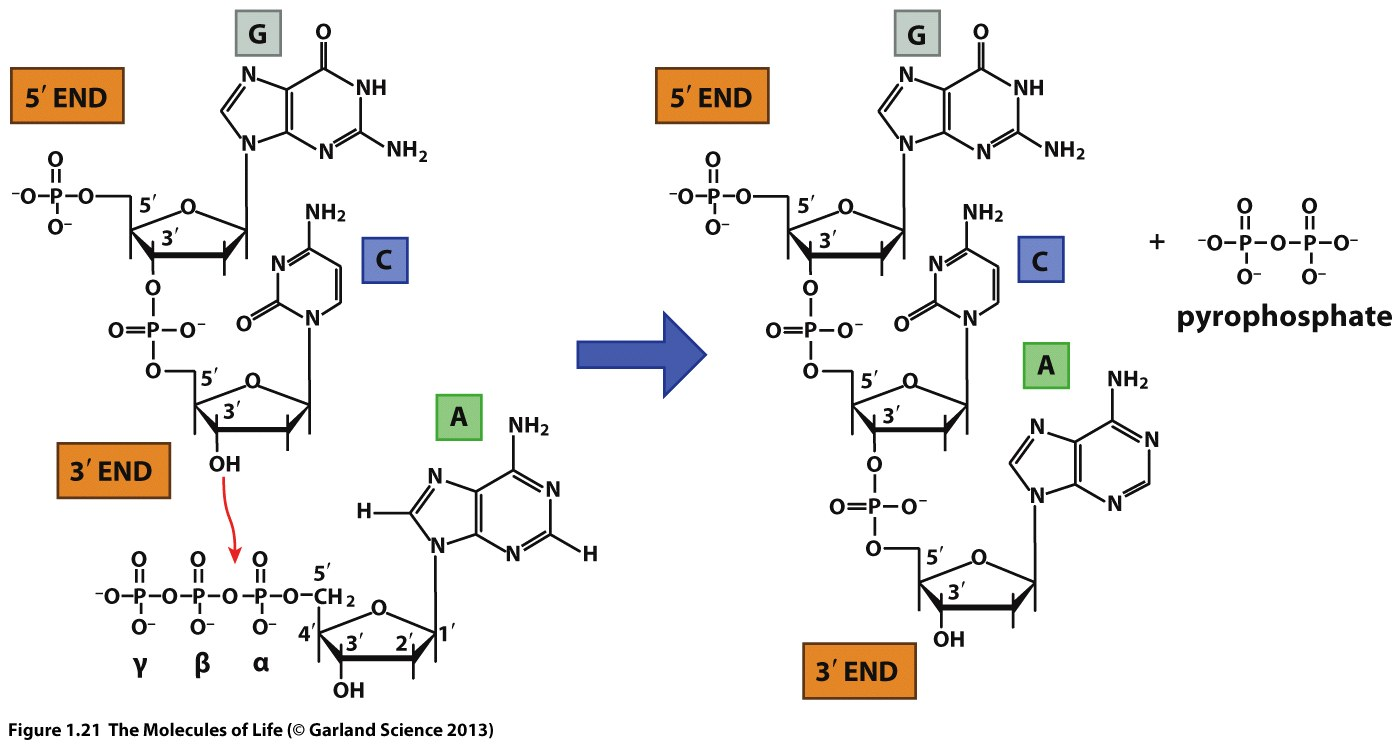 G
5′ END
O
N
NH
N
N
NH₂
O
⁻O–P–O
O⁻
5′
O
3′
NH₂
C
N
O
N
O
O=P–O⁻
O
5′
O
3′
OH
3′ END
A
NH₂
N
N
H
N
N
H
O O O
⁻O–P–O–P–O–P–O–CH₂
O⁻ O⁻ O⁻
5′
O
4′
3′
2′
1′
OH
γ β α
G
5′ END
O
N
NH
N
N
NH₂
O
⁻O–P–O
O⁻
5′
O
3′
NH₂
C
N
O
N
O
O=P–O⁻
O
5′
O
3′
A
NH₂
N
N
N
N
O
O=P–O⁻
O
5′
O
3′
OH
3′ END
+
O O
⁻O–P–O–P–O⁻
O⁻ O⁻
pyrophosphate
Figure 1.21 The Molecules of Life (© Garland Science 2013)